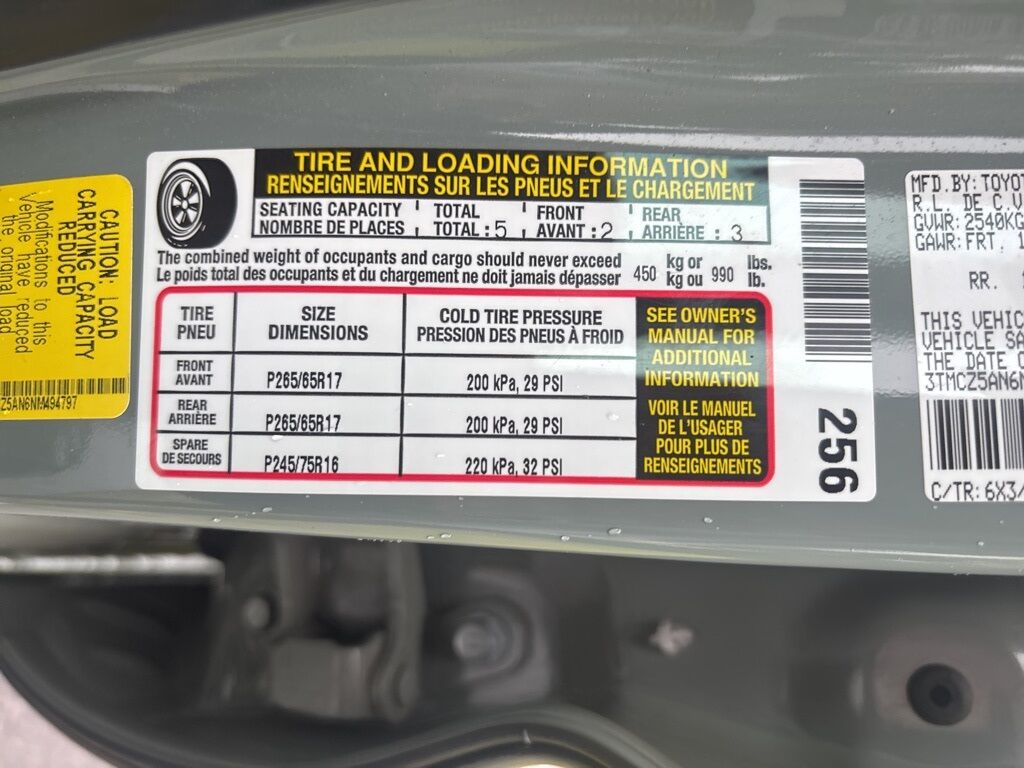 TIRE AND LOADING INFORMATION
RENSEIGNEMENTS SUR LES PNEUS ET LE CHARGEMENT
SEATING CAPACITY TOTAL FRONT REAR
NOMBRE DE PLACES TOTAL : 5 AVANT : 2 ARRIÈRE : 3
The combined weight of occupants and cargo should never exceed 450 kg or 990 lbs.
Le poids total des occupants et du chargement ne doit jamais dépasser kg ou lb.
TIRE SIZE COLD TIRE PRESSURE
PNEU DIMENSIONS PRESSION DES PNEUS À FROID
FRONT
AVANT P265/65R17 200 kPa, 29 PSI
REAR
ARRIÈRE P265/65R17 200 kPa, 29 PSI
SPARE
DE SECOURS P245/75R16 220 kPa, 32 PSI
SEE OWNER'S
MANUAL FOR
ADDITIONAL
INFORMATION
VOIR LE MANUEL
DE L'USAGER
POUR PLUS DE
RENSEIGNEMENTS
256
CAUTION: LOAD
CARRYING CAPACITY
REDUCED
Modifications to this
Vehicle have reduced
the original load
Z5AN6NM494797
MFD.BY: TOYOT
R.L. DE C.V
GVWR: 2540KG
GAWR: FRT. 1
RR.
THIS VEHIC
VEHICLE SA
THE DATE O
3TMCZ5AN6N
C/TR: 6X3/